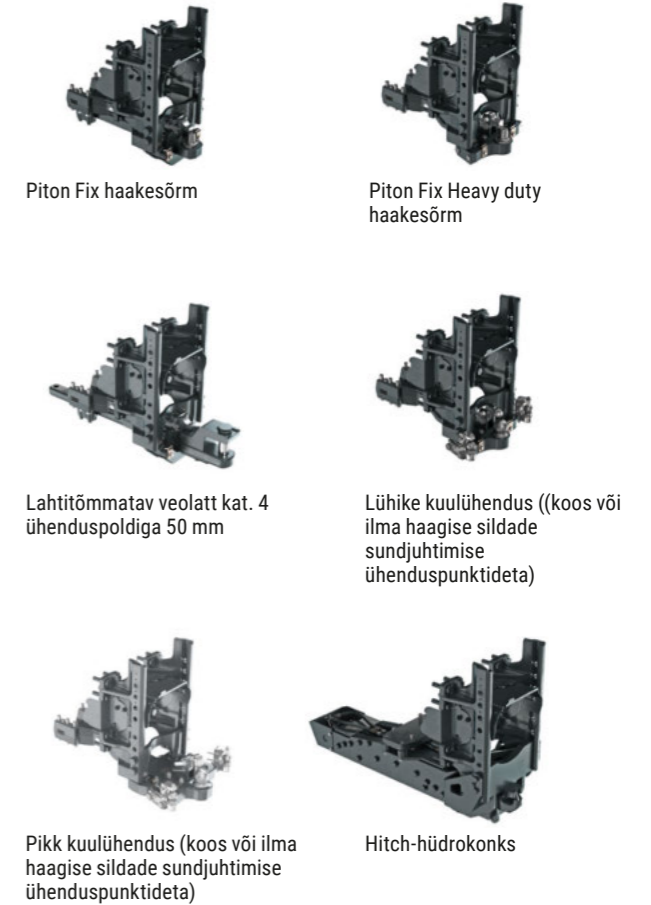 Piton Fix haakesõrm
Piton Fix Heavy duty
haakesõrm
Lahtitõmmatav veolatt kat. 4
ühenduspoldiga 50 mm
Lühike kuulühendus ((koos või
ilma haagise sildade
sundjuhtimise
ühenduspunktideta)
Pikk kuulühendus (koos või ilma
haagise sildade sundjuhtimise
ühenduspunktideta)
Hitch-hüdrokonks